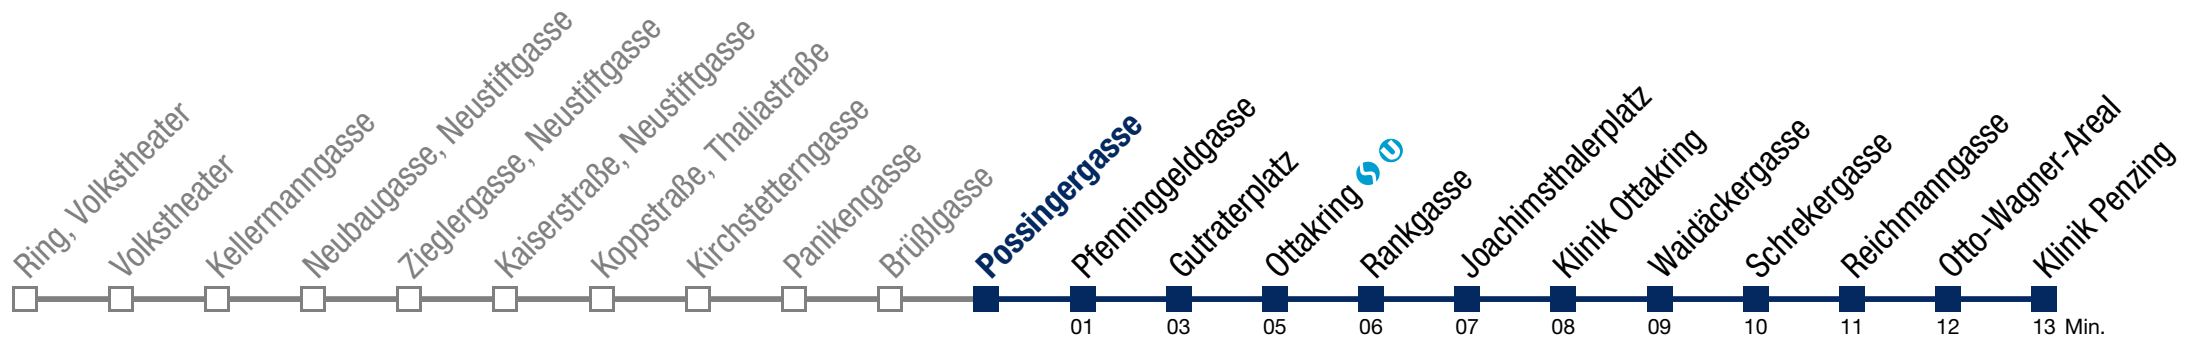 Ring, Volkstheater
Volkstheater
Kellermanngasse
Neubaugasse, Neustiftgasse
Zieglergasse, Neustiftgasse
Kaiserstraße, Neustiftgasse
Koppstraße, Thaliastraße
Kirchstetterngasse
Panikengasse
Brüßlgasse
Possingergasse
Pfenninggeldgasse
Gutraterplatz
Ottakring S U
Rankgasse
Joachimsthalerplatz
Klinik Ottakring
Waidäckergasse
Schrekergasse
Reichmanngasse
Otto-Wagner-Areal
Klinik Penzing
01 03 05 06 07 08 09 10 11 12 13 Min.